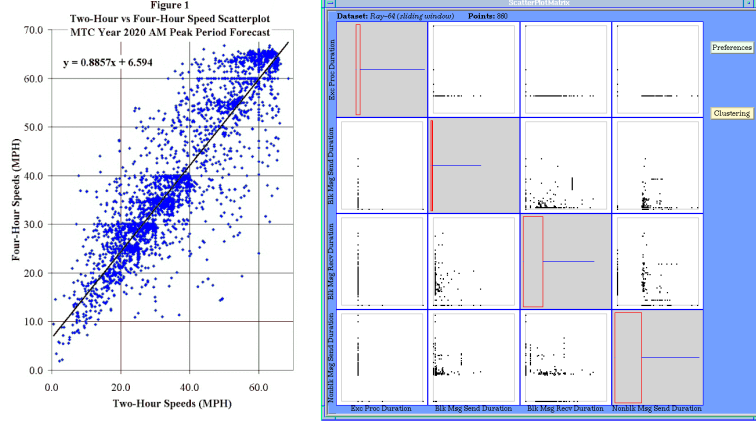 Figure 1
Two-Hour vs Four-Hour Speed Scatterplot
MTC Year 2020 AM Peak Period Forecast
y = 0.8857x + 6.594
Four-Hour Speeds (MPH)
70.0
60.0
50.0
40.0
30.0
20.0
10.0
0.0
0.0 20.0 40.0 60.0
Two-Hour Speeds (MPH)
ScatterPlotMatrix
Dataset: Ray-64 (sliding window) Points: 860
Preferences
Clustering
Exc Proc Duration
Blk Msg Send Duration
Blk Msg Recv Duration
Nonblk Msg Send Duration
Exc Proc Duration Blk Msg Send Duration Blk Msg Recv Duration Nonblk Msg Send Duration